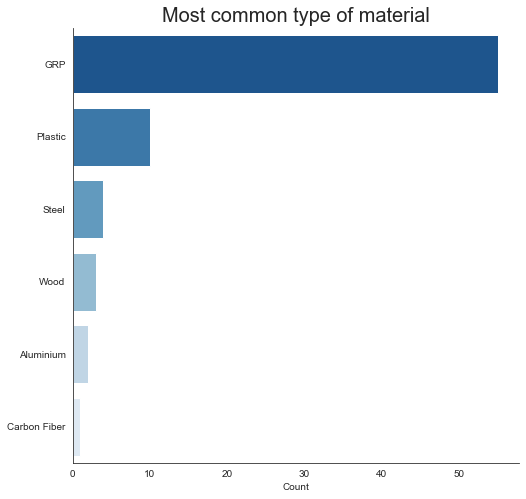 Most common type of material
GRP
Plastic
Steel
Wood
Aluminium
Carbon Fiber
0 10 20 30 40 50
Count